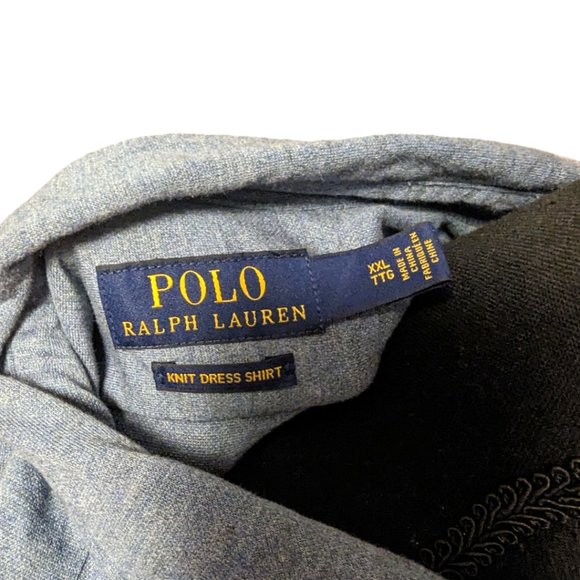 POLO
RALPH LAUREN
XXL
TTG
MADE IN
CHINA
FABRIQUÉ EN
CHINE
KNIT DRESS SHIRT